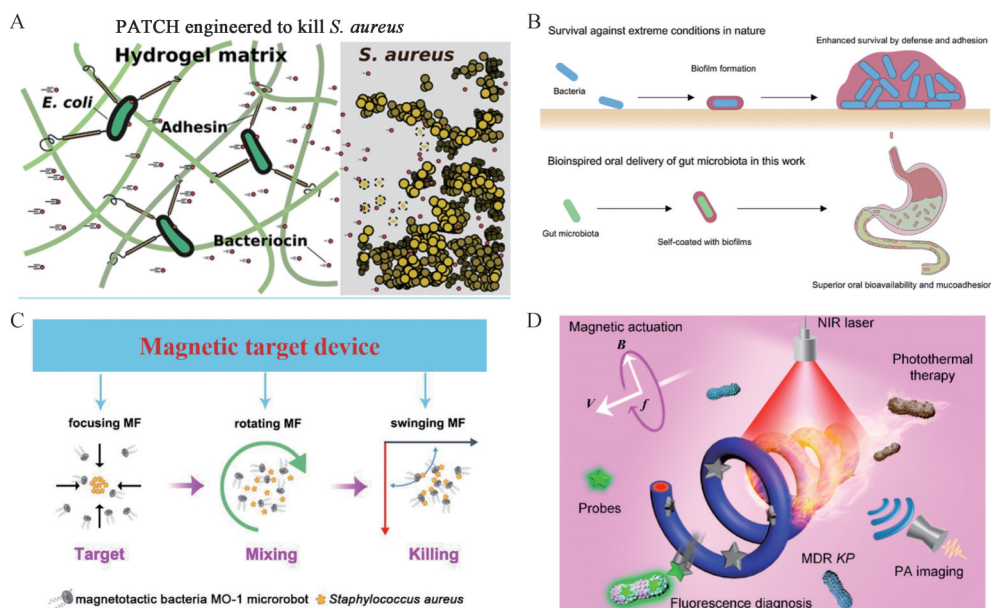 A
PATCH engineered to kill S. aureus
Hydrogel matrix
E. coli
Adhesin
Bacteriocin
S. aureus
B
Survival against extreme conditions in nature
Enhanced survival by defense and adhesion
Biofilm formation
Bacteria
Bioinspired oral delivery of gut microbiota in this work
Gut microbiota
Self-coated with biofilms
Superior oral bioavailability and mucoadhesion
C
Magnetic target device
focusing MF
rotating MF
swinging MF
Target
Mixing
Killing
magnetotactic bacteria MO-1 microrobot
Staphylococcus aureus
D
Magnetic actuation
B
V
f
NIR laser
Photothermal
therapy
Probes
MDR KP
PA imaging
Fluorescence diagnosis